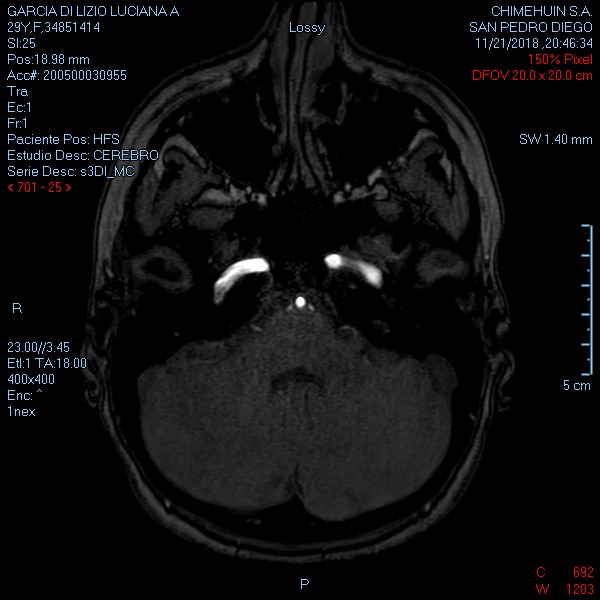 GARCIA DI LIZIO LUCIANA A
29Y,F,34851414
Sl:25
Pos:18.98 mm
Acc#: 200500030955
Tra
Ec:1
Fr:1
Paciente Pos: HFS
Estudio Desc: CEREBRO
Serie Desc: s3DI_MC
< 701 - 25 >
Lossy
CHIMEHUIN S.A.
SAN PEDRO DIEGO
11/21/2018 ,20:46:34
150% Pixel
DFOV 20.0 x 20.0 cm
SW 1.40 mm
R
5 cm
23.00//3.45
Etl:1 TA:18.00
400x400
Enc: ^
1nex
P
C 692
W 1203